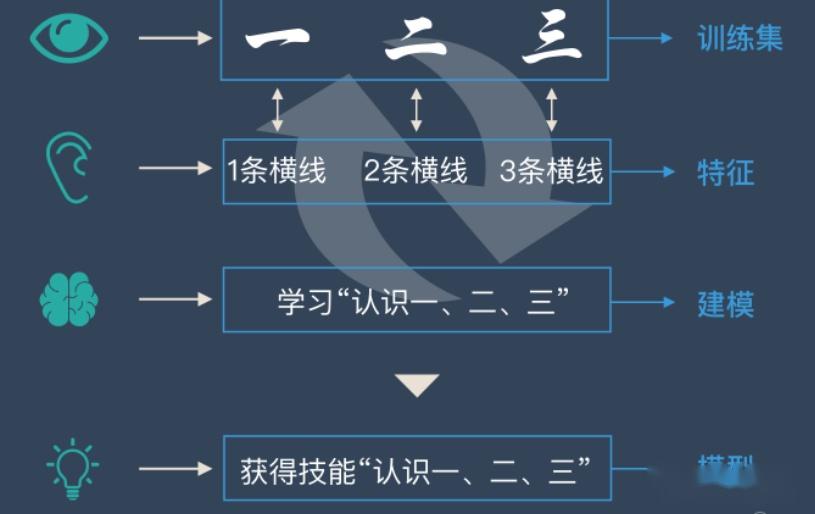 一 二 三 训练集
1条横线 2条横线 3条横线 特征
学习“认识一、二、三” 建模
获得技能“认识一、二、三”